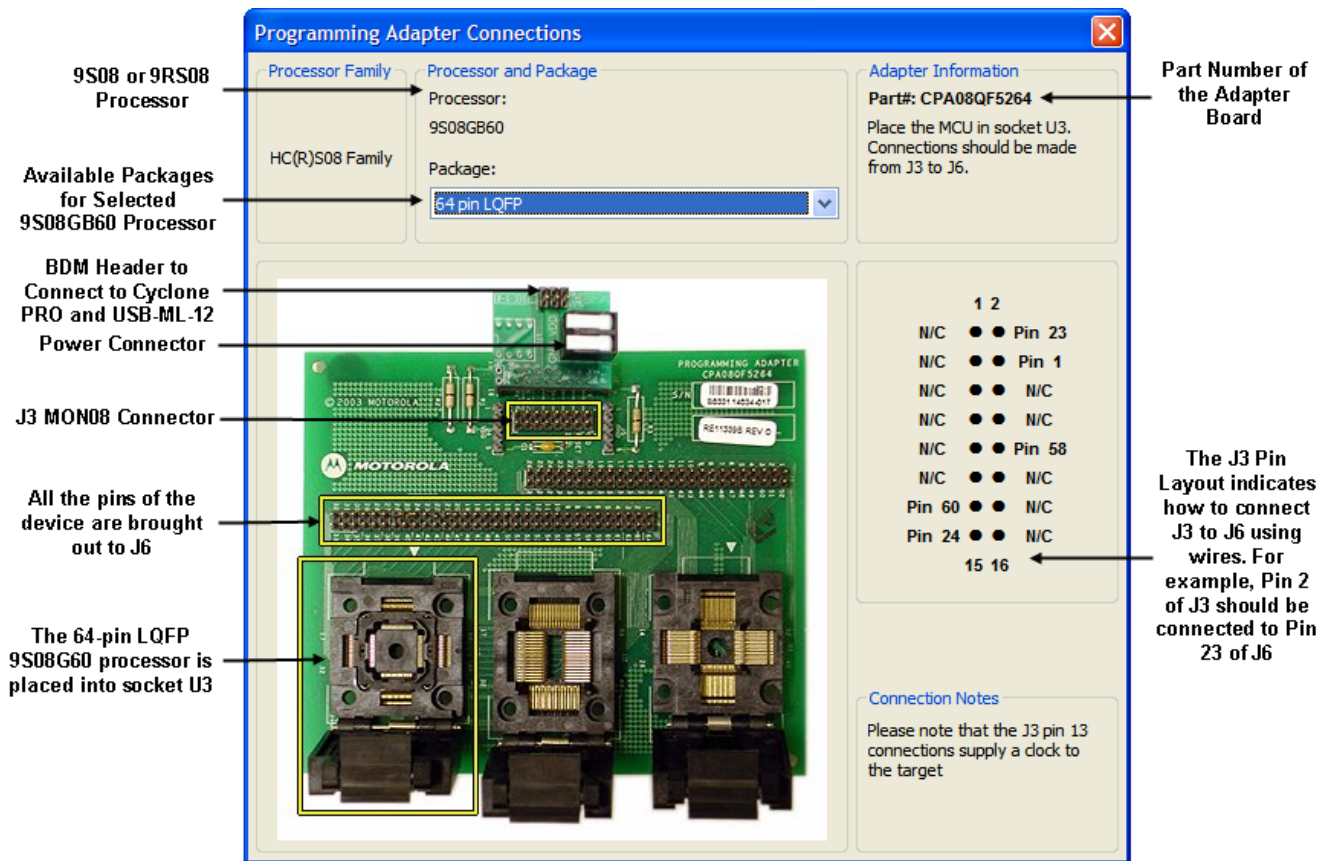 Programming Adapter Connections
9S08 or 9RS08
Processor
Available Packages
for Selected
9S08GB60 Processor
BDM Header to
Connect to Cyclone
PRO and USB-ML-12
Power Connector
J3 MON08 Connector
All the pins of the
device are brought
out to J6
The 64-pin LQFP
9S08G60 processor is
placed into socket U3
Processor Family
HC(R)S08 Family
Processor and Package
Processor:
9S08GB60
Package:
64 pin LQFP
Adapter Information
Part#: CPA08QF5264
Place the MCU in socket U3.
Connections should be made
from J3 to J6.
Part Number of
the Adapter
Board
VDD
PROGRAMMING ADAPTER
CPA08QF5264
S/N
© 2003 MOTOROLA
RE11339B REV:D
MOTOROLA
1 2
N/C Pin 23
N/C Pin 1
N/C N/C
N/C N/C
N/C Pin 58
N/C N/C
Pin 60 N/C
Pin 24 N/C
15 16
The J3 Pin
Layout indicates
how to connect
J3 to J6 using
wires. For
example, Pin 2
of J3 should be
connected to Pin
23 of J6
Connection Notes
Please note that the J3 pin 13
connections supply a clock to
the target